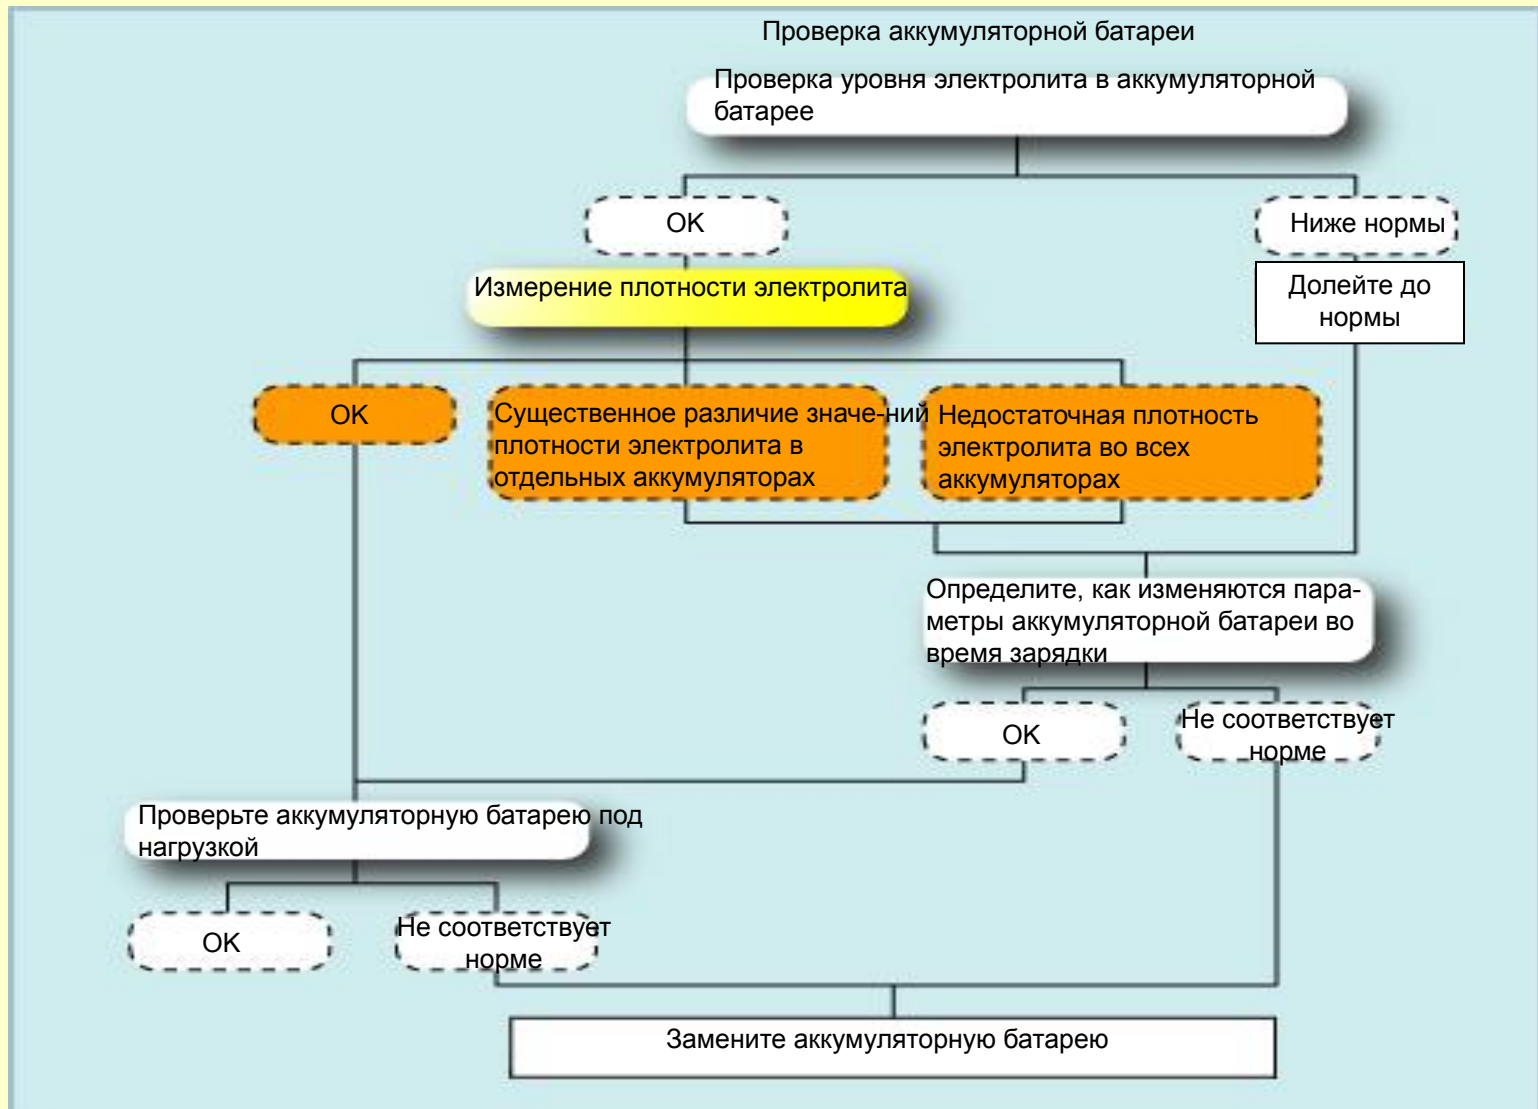 Проверка аккумуляторной батареи
Проверка уровня электролита в аккумуляторной
батарее
OK
Ниже нормы
Измерение плотности электролита
Долейте до
нормы
OK
Существенное различие значе-ний
плотности электролита в
отдельных аккумуляторах
Недостаточная плотность
электролита во всех
аккумуляторах
Определите, как изменяются пара-
метры аккумуляторной батареи во
время зарядки
OK
Не соответствует
норме
Проверьте аккумуляторную батарею под
нагрузкой
OK
Не соответствует
норме
Замените аккумуляторную батарею